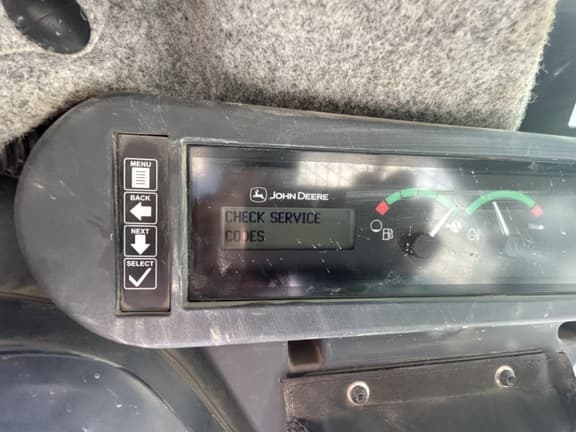 MENU
BACK
NEXT
SELECT
JOHN DEERE
CHECK SERVICE
CODES